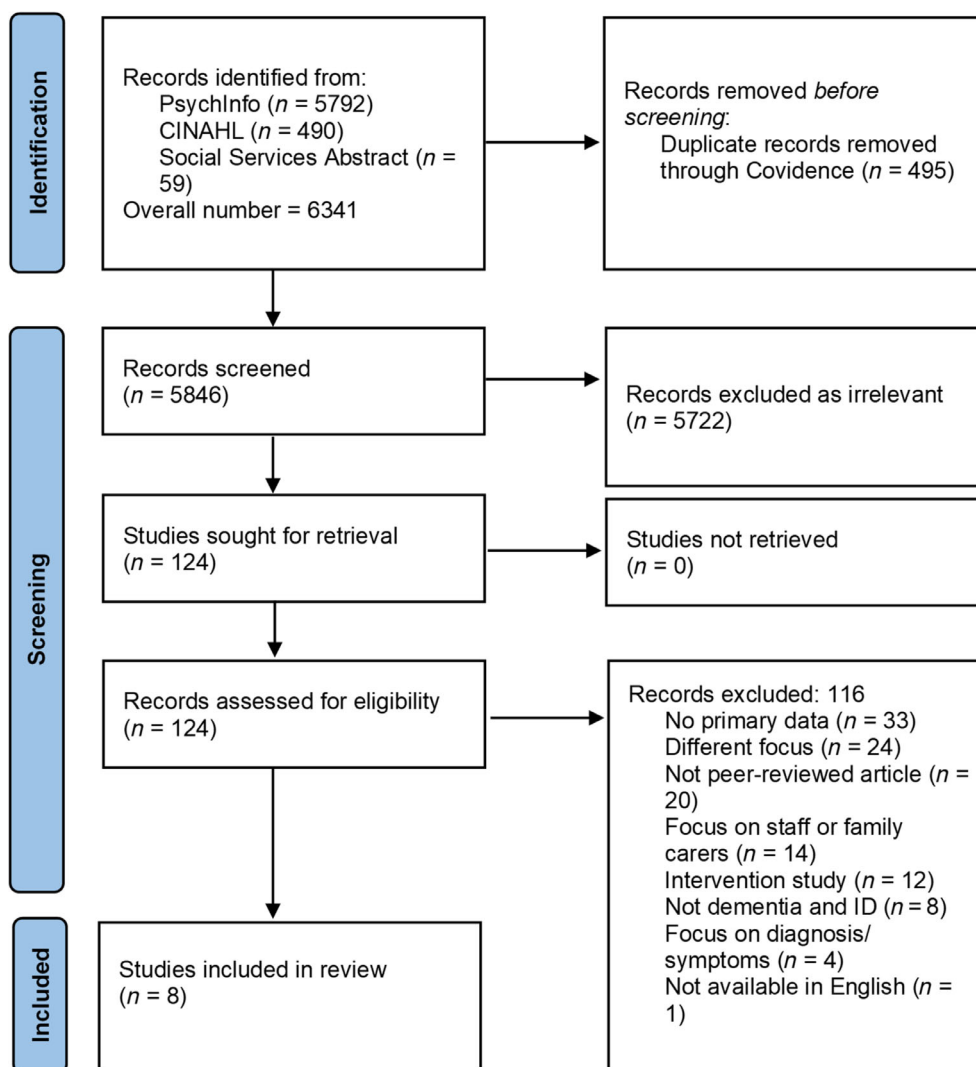 Identification
Records identified from:
PsychInfo (n = 5792)
CINAHL (n = 490)
Social Services Abstract (n =
59)
Overall number = 6341
Records removed before
screening:
Duplicate records removed
through Covidence (n = 495)
Screening
Records screened
(n = 5846)
Records excluded as irrelevant
(n = 5722)
Studies sought for retrieval
(n = 124)
Studies not retrieved
(n = 0)
Records assessed for eligibility
(n = 124)
Records excluded: 116
No primary data (n = 33)
Different focus (n = 24)
Not peer-reviewed article (n =
20)
Focus on staff or family
carers (n = 14)
Intervention study (n = 12)
Not dementia and ID (n = 8)
Focus on diagnosis/
symptoms (n = 4)
Not available in English (n =
1)
Included
Studies included in review
(n = 8)